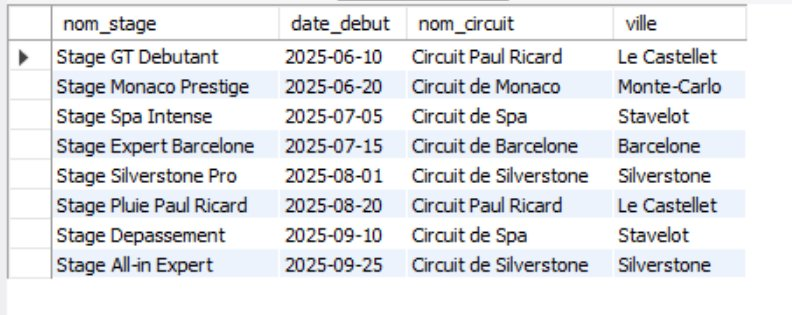 nom_stage date_debut nom_circuit ville
Stage GT Debutant 2025-06-10 Circuit Paul Ricard Le Castellet
Stage Monaco Prestige 2025-06-20 Circuit de Monaco Monte-Carlo
Stage Spa Intense 2025-07-05 Circuit de Spa Stavelot
Stage Expert Barcelone 2025-07-15 Circuit de Barcelone Barcelone
Stage Silverstone Pro 2025-08-01 Circuit de Silverstone Silverstone
Stage Pluie Paul Ricard 2025-08-20 Circuit Paul Ricard Le Castellet
Stage Depassement 2025-09-10 Circuit de Spa Stavelot
Stage All-in Expert 2025-09-25 Circuit de Silverstone Silverstone